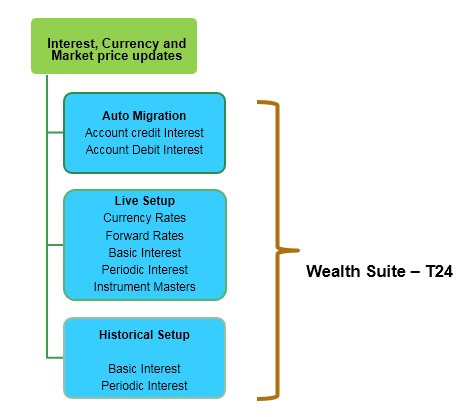 Interest, Currency and
Market price updates
Auto Migration
Account credit Interest
Account Debit Interest
Live Setup
Currency Rates
Forward Rates
Basic Interest
Periodic Interest
Instrument Masters
Wealth Suite – T24
Historical Setup
Basic Interest
Periodic Interest